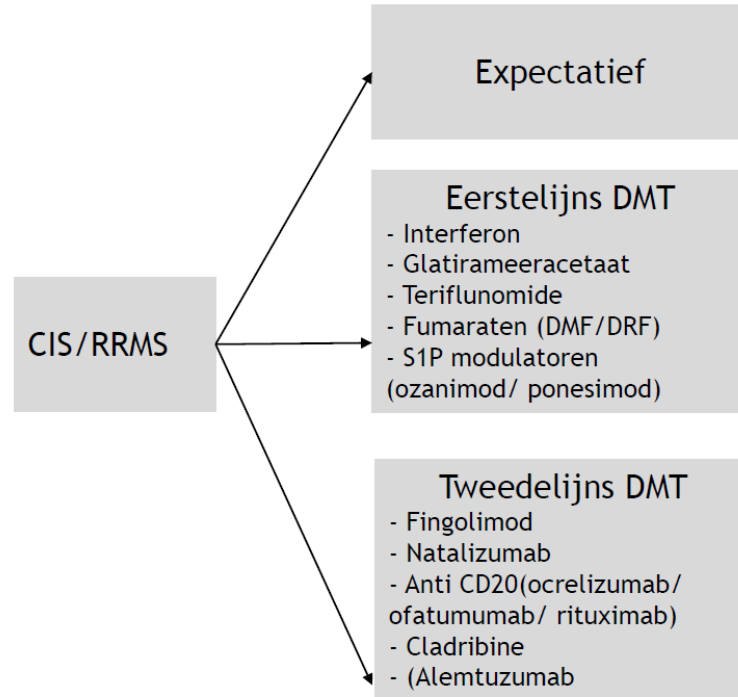 Expectatief
Eerstelijns DMT
- Interferon
- Glatirameeracetaat
- Teriflunomide
- Fumaraten (DMF/DRF)
- S1P modulatoren
(ozanimod/ ponesimod)
CIS/RRMS
Tweedelijns DMT
- Fingolimod
- Natalizumab
- Anti CD20(ocrelizumab/
ofatumumab/ rituximab)
- Cladribine
- (Alemtuzumab